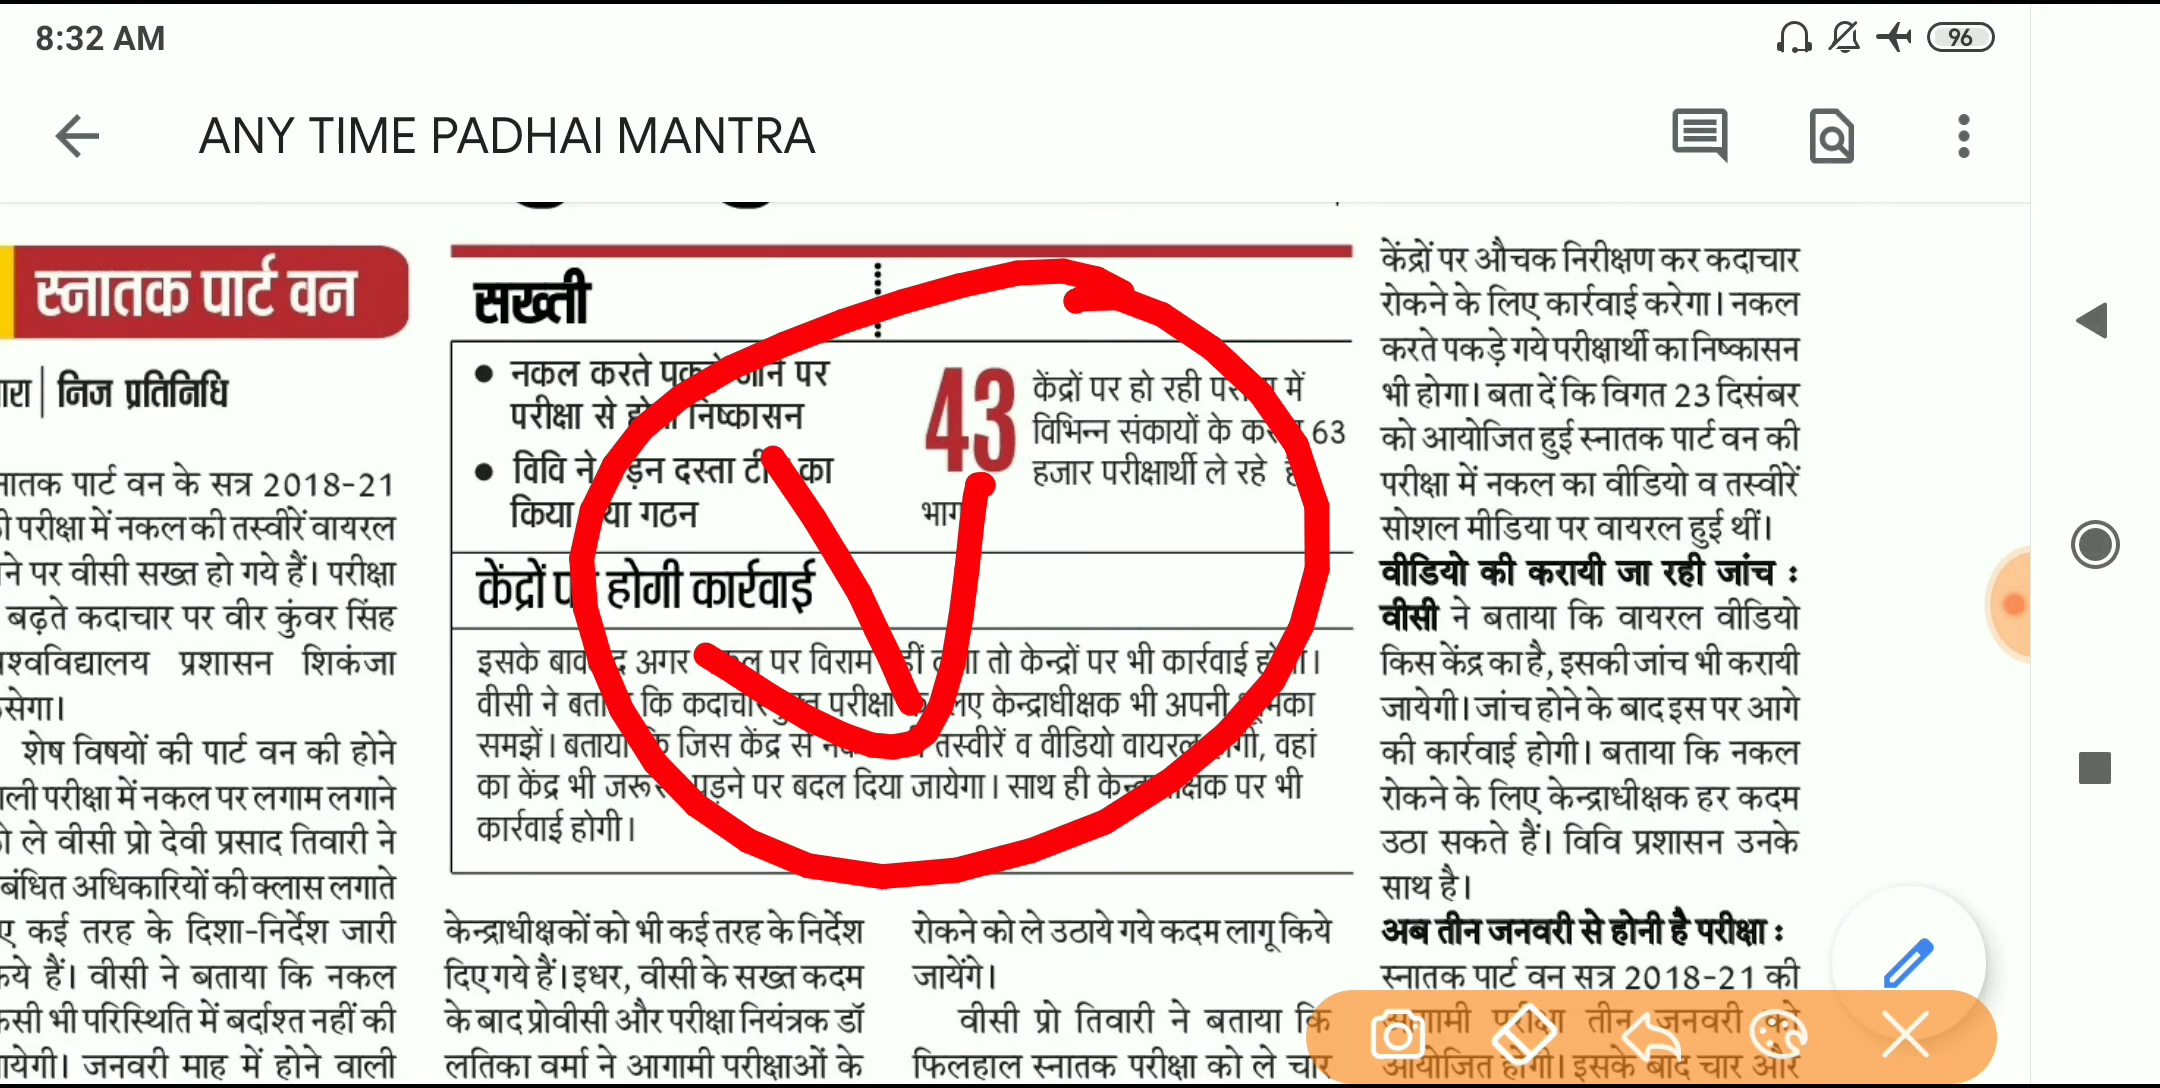 8:32 AM
96
ANY TIME PADHAI MANTRA
स्नातक पार्ट वन
निज प्रतिनिधि
पार्ट वन के सत्र 2018-21
परीक्षा में नकल की तस्वीरें वायरल
पर वीसी सख्त हो गये हैं। परीक्षा
बढ़ते कदाचार पर वीर कुंवर सिंह
प्रशासन शिकंजा
शेष विषयों की पार्ट वन की होने
परीक्षा में नकल पर लगाम लगाने
ले वीसी प्रो देवी प्रसाद तिवारी ने
अधिकारियों की क्लास लगाते
कई तरह के दिशा-निर्देश जारी
हैं। वीसी ने बताया कि नकल
भी परिस्थिति में बर्दाश्त नहीं की
जनवरी माह में होने वाली
सख्ती
● नकल करते पर
परीक्षा से निष्कासन
● विवि ने दस्ता का
किया गठन
43 केंद्रों पर हो रही में
विभिन्न संकायों के 63
हजार परीक्षार्थी ले रहे
केंद्रों होगी कार्रवाई
इसके अगर पर विराम तो केन्द्रों पर भी कार्रवाई
वीसी ने कि परीक्षा केन्द्राधीक्षक भी अपनी
समझें। जिस केंद्र से तस्वीरें व वीडियो वहां
का केंद्र भी पड़ने पर बदल दिया जायेगा। साथ ही पर भी
कार्रवाई होगी।
केन्द्राधीक्षकों को भी कई तरह के निर्देश
दिए गये हैं। इधर, वीसी के सख्त कदम
के बाद प्रोवीसी और परीक्षा नियंत्रक डॉ
लतिका वर्मा ने आगामी परीक्षाओं के
रोकने को ले उठाये गये कदम लागू किये
जायेंगे।
वीसी प्रो तिवारी ने बताया कि
फिलहाल स्नातक परीक्षा को ले चार
केंद्रों पर औचक निरीक्षण कर कदाचार
रोकने के लिए कार्रवाई करेगा। नकल
करते पकड़े गये परीक्षार्थी का निष्कासन
भी होगा। बता दें कि विगत 23 दिसंबर
को आयोजित हुई स्नातक पार्ट वन की
परीक्षा में नकल का वीडियो व तस्वीरें
सोशल मीडिया पर वायरल हुई थीं।
वीडियो की करायी जा रही जांच :
वीसी ने बताया कि वायरल वीडियो
किस केंद्र का है, इसकी जांच भी करायी
जायेगी। जांच होने के बाद इस पर आगे
की कार्रवाई होगी। बताया कि नकल
रोकने के लिए केन्द्राधीक्षक हर कदम
उठा सकते हैं। विवि प्रशासन उनके
साथ है।
अब तीन जनवरी से होनी है परीक्षा :
स्नातक पार्ट वन सत्र 2018-21 की
आगामी परीक्षा तीन जनवरी को
आयोजित होगी। इसके बाद चार और